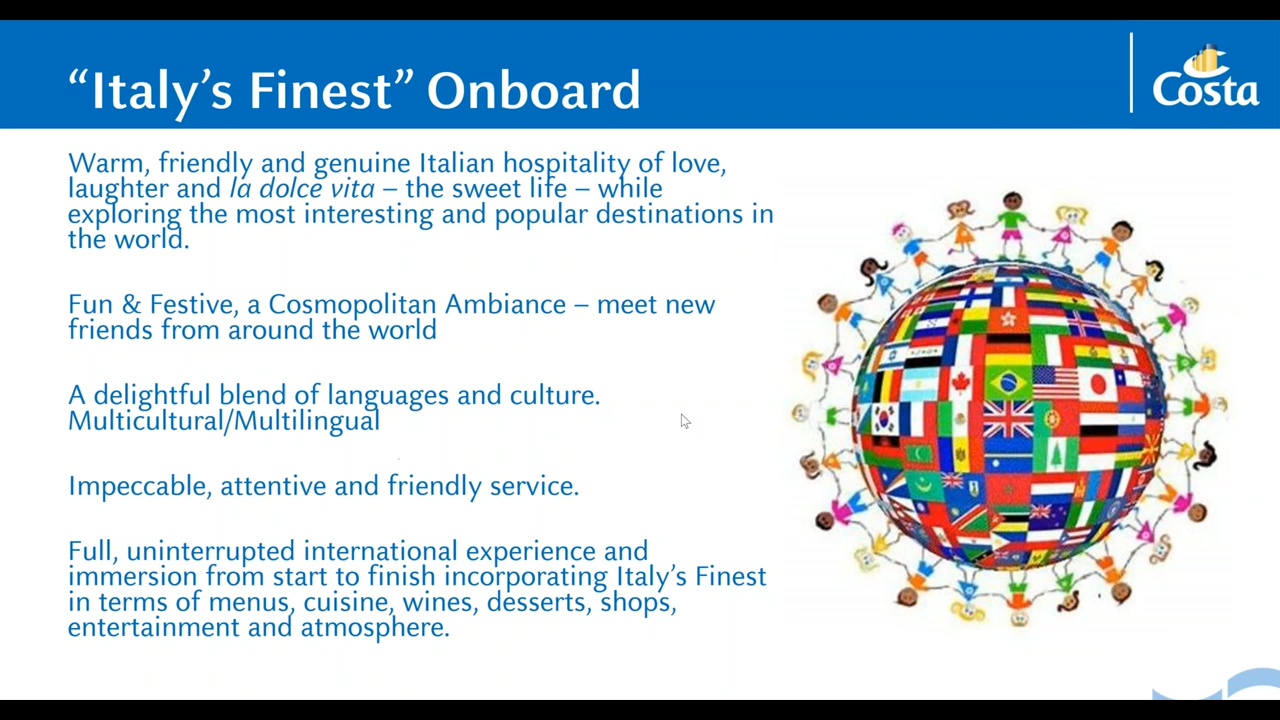 “Italy’s Finest” Onboard
Costa
Warm, friendly and genuine Italian hospitality of love,
laughter and la dolce vita – the sweet life – while
exploring the most interesting and popular destinations in
the world.
Fun & Festive, a Cosmopolitan Ambiance – meet new
friends from around the world
A delightful blend of languages and culture.
Multicultural/Multilingual
Impeccable, attentive and friendly service.
Full, uninterrupted international experience and
immersion from start to finish incorporating Italy’s Finest
in terms of menus, cuisine, wines, desserts, shops,
entertainment and atmosphere.